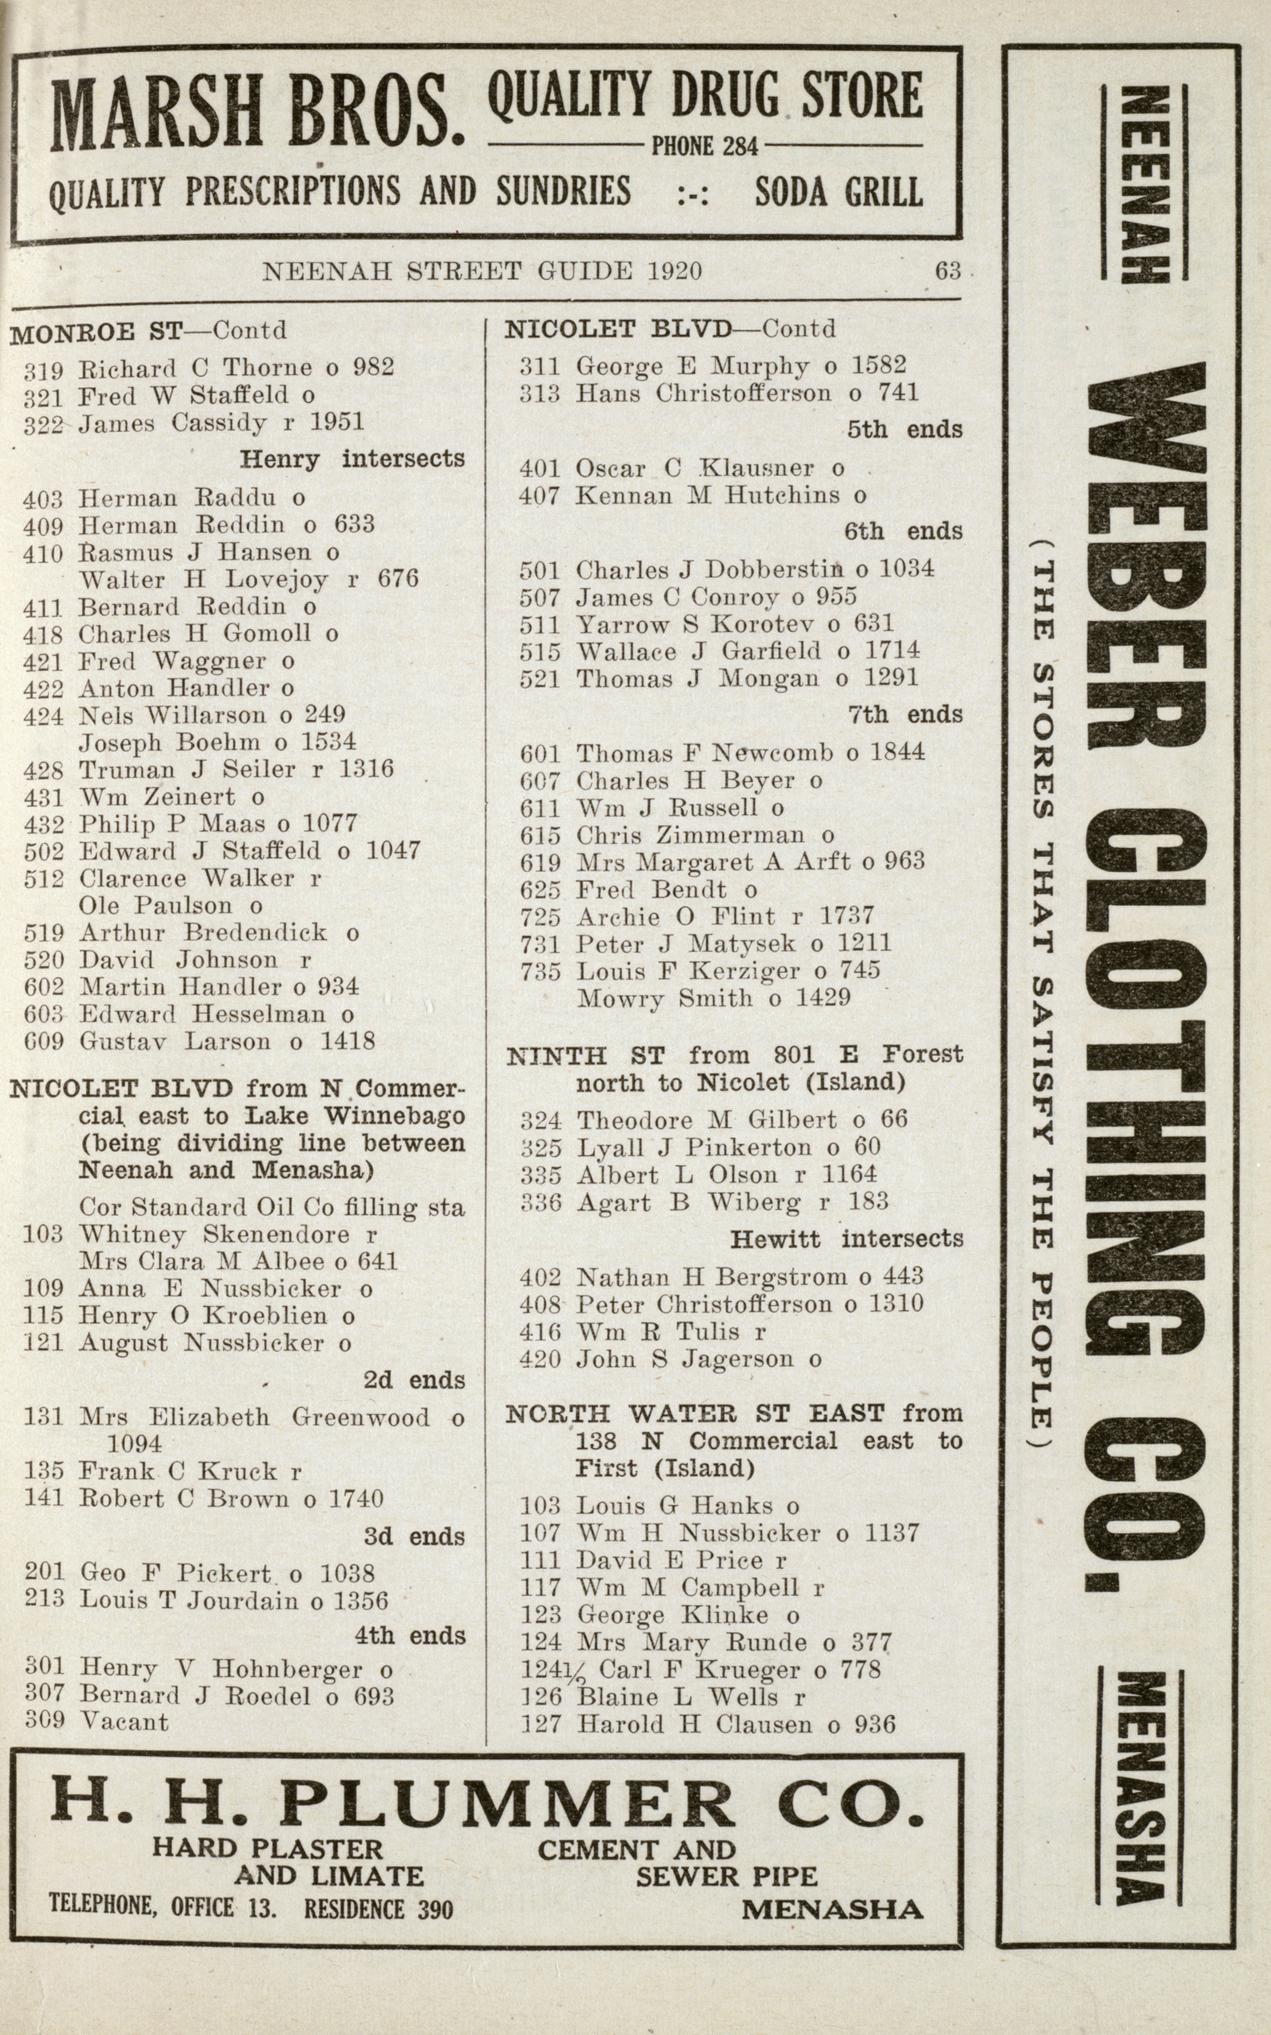 MARSH BROS. QUALITY DRUG STORE
PHONE 284
QUALITY PRESCRIPTIONS AND SUNDRIES :-: SODA GRILL
NEENAH STREET GUIDE 1920 63
MONROE ST—Contd
319 Richard C Thorne o 982
321 Fred W Staffeld o
322 James Cassidy r 1951
Henry intersects
403 Herman Raddu o
409 Herman Reddin o 633
410 Rasmus J Hansen o
Walter H Lovejoy r 676
411 Bernard Reddin o
418 Charles H Gomoll o
421 Fred Waggner o
422 Anton Handler o
424 Nels Willarson o 249
Joseph Boehm o 1534
428 Truman J Seiler r 1316
431 Wm Zeinert o
432 Philip P Maas o 1077
502 Edward J Staffeld o 1047
512 Clarence Walker r
Ole Paulson o
519 Arthur Bredendick o
520 David Johnson r
602 Martin Handler o 934
603 Edward Hesselman o
609 Gustav Larson o 1418
NICOLET BLVD from N Commer-
cial east to Lake Winnebago
(being dividing line between
Neenah and Menasha)
Cor Standard Oil Co filling sta
103 Whitney Skenendore r
Mrs Clara M Albee o 641
109 Anna E Nussbicker o
115 Henry O Kroeblien o
121 August Nussbicker o
2d ends
131 Mrs Elizabeth Greenwood o
1094
135 Frank C Kruck r
141 Robert C Brown o 1740
3d ends
201 Geo F Pickert o 1038
213 Louis T Jourdain o 1356
4th ends
301 Henry V Hohnberger o
307 Bernard J Roedel o 693
309 Vacant
NICOLET BLVD—Contd
311 George E Murphy o 1582
313 Hans Christofferson o 741
5th ends
401 Oscar C Klausner o
407 Kennan M Hutchins o
6th ends
501 Charles J Dobberstin o 1034
507 James C Conroy o 955
511 Yarrow S Korotev o 631
515 Wallace J Garfield o 1714
521 Thomas J Mongan o 1291
7th ends
601 Thomas F Newcomb o 1844
607 Charles H Beyer o
611 Wm J Russell o
615 Chris Zimmerman o
619 Mrs Margaret A Arft o 963
625 Fred Bendt o
725 Archie O Flint r 1737
731 Peter J Matysek o 1211
735 Louis F Kerziger o 745
Mowry Smith o 1429
NINTH ST from 801 E Forest
north to Nicolet (Island)
324 Theodore M Gilbert o 66
325 Lyall J Pinkerton o 60
335 Albert L Olson r 1164
336 Agart B Wiberg r 183
Hewitt intersects
402 Nathan H Bergstrom o 443
408 Peter Christofferson o 1310
416 Wm R Tulis r
420 John S Jagerson o
NORTH WATER ST EAST from
138 N Commercial east to
First (Island)
103 Louis G Hanks o
107 Wm H Nussbicker o 1137
111 David E Price r
117 Wm M Campbell r
123 George Klinke o
124 Mrs Mary Runde o 377
124½ Carl F Krueger o 778
126 Blaine L Wells r
127 Harold H Clausen o 936
H. H. PLUMMER CO.
HARD PLASTER CEMENT AND
AND LIMATE SEWER PIPE
TELEPHONE, OFFICE 13. RESIDENCE 390 MENASHA
NEENAH WEBER CLOTHING CO. MENASHA
(THE STORES THAT SATISFY THE PEOPLE)